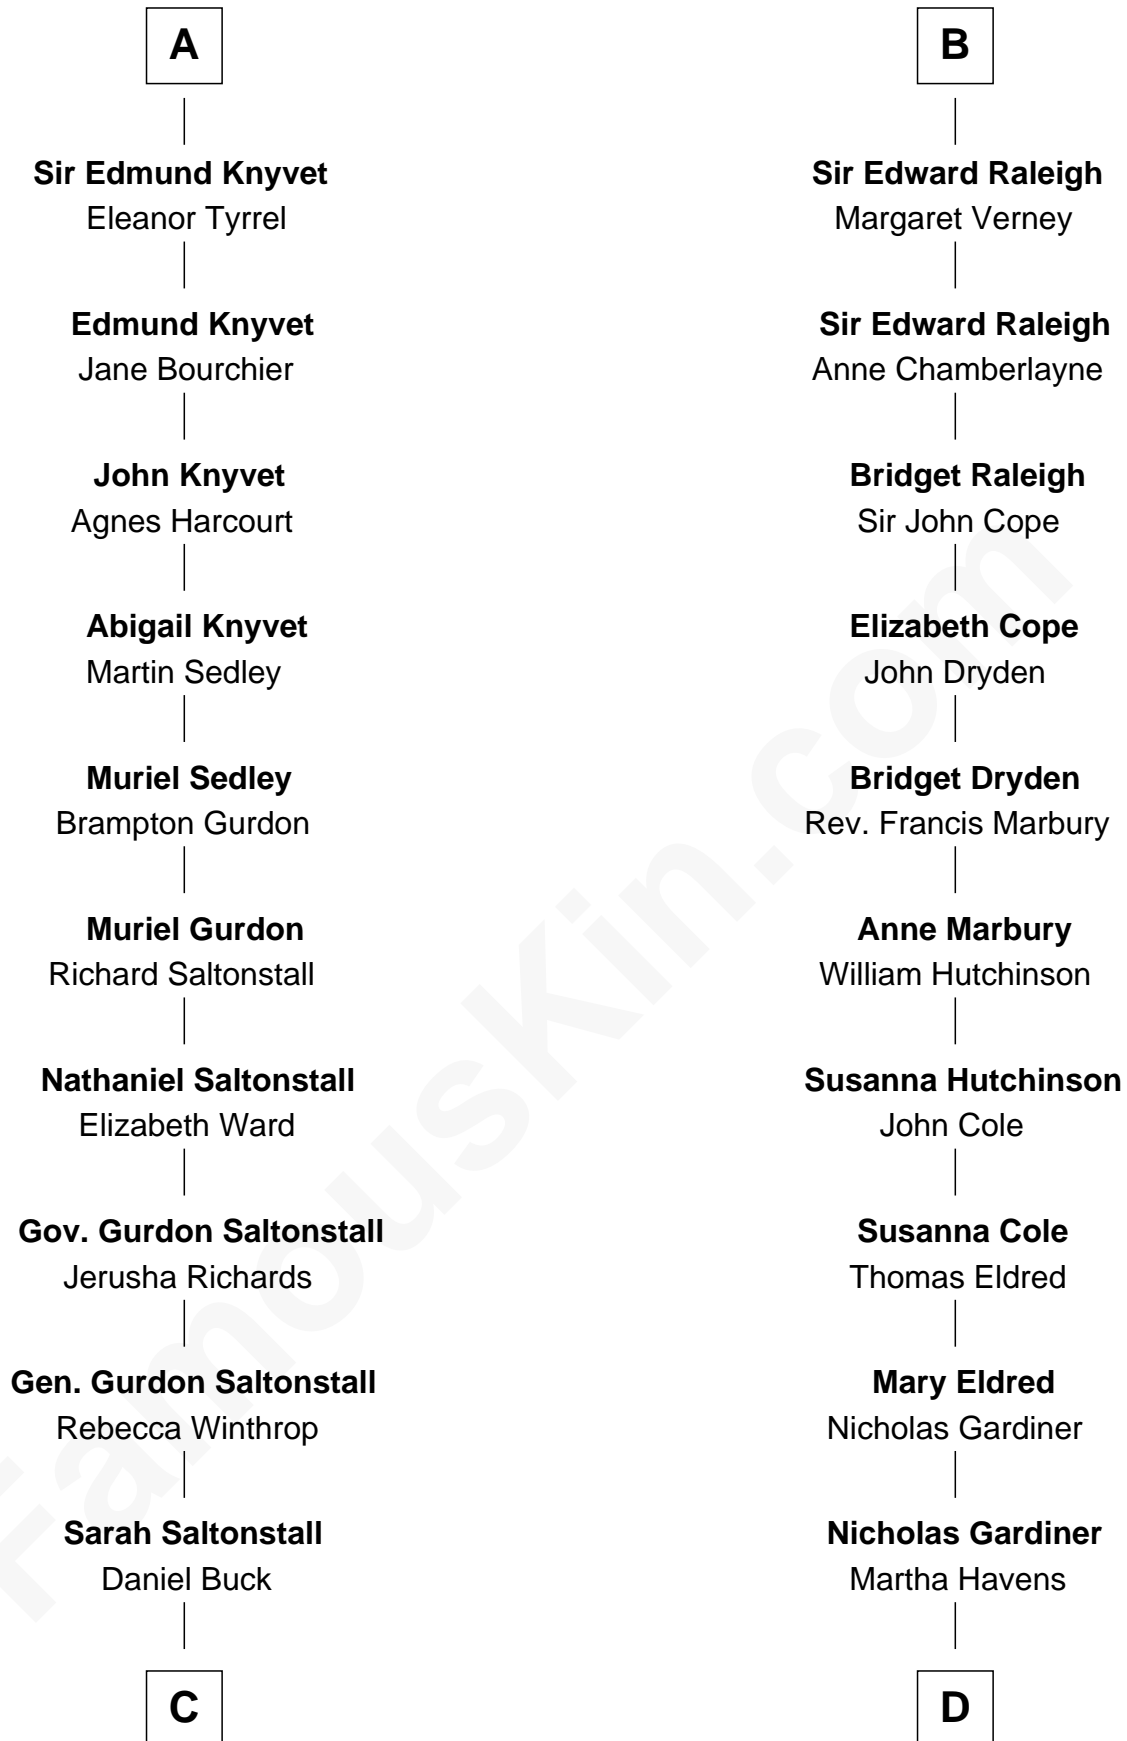 A
Sir Edmund Knyvet
Eleanor Tyrrel
Edmund Knyvet
Jane Bourchier
John Knyvet
Agnes Harcourt
Abigail Knyvet
Martin Sedley
Muriel Sedley
Brampton Gurdon
Muriel Gurdon
Richard Saltonstall
Nathaniel Saltonstall
Elizabeth Ward
Gov. Gurdon Saltonstall
Jerusha Richards
Gen. Gurdon Saltonstall
Rebecca Winthrop
Sarah Saltonstall
Daniel Buck
C
B
Sir Edward Raleigh
Margaret Verney
Sir Edward Raleigh
Anne Chamberlayne
Bridget Raleigh
Sir John Cope
Elizabeth Cope
John Dryden
Bridget Dryden
Rev. Francis Marbury
Anne Marbury
William Hutchinson
Susanna Hutchinson
John Cole
Susanna Cole
Thomas Eldred
Mary Eldred
Nicholas Gardiner
Nicholas Gardiner
Martha Havens
D
FamousKin.com